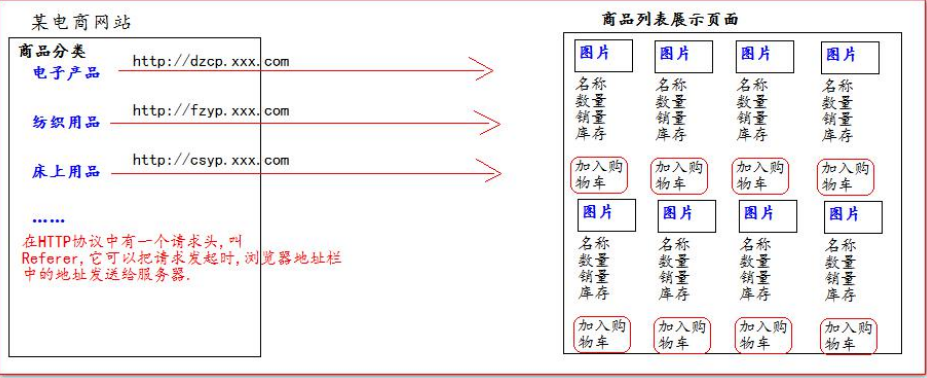 某电商网站
商品分类
电子产品
http://dzcp.xxx.com
纺织用品
http://fzyp.xxx.com
床上用品
http://csyp.xxx.com
……
在HTTP协议中有一个请求头,叫
Referer,它可以把请求发起时,浏览器地址栏
中的地址发送给服务器.
商品列表展示页面
图片 图片 图片 图片
名称 名称 名称 名称
数量 数量 数量 数量
销量 销量 销量 销量
库存 库存 库存 库存
加入购 加入购 加入购 加入购
物车 物车 物车 物车
图片 图片 图片 图片
名称 名称 名称 名称
数量 数量 数量 数量
销量 销量 销量 销量
库存 库存 库存 库存
加入购 加入购 加入购 加入购
物车 物车 物车 物车